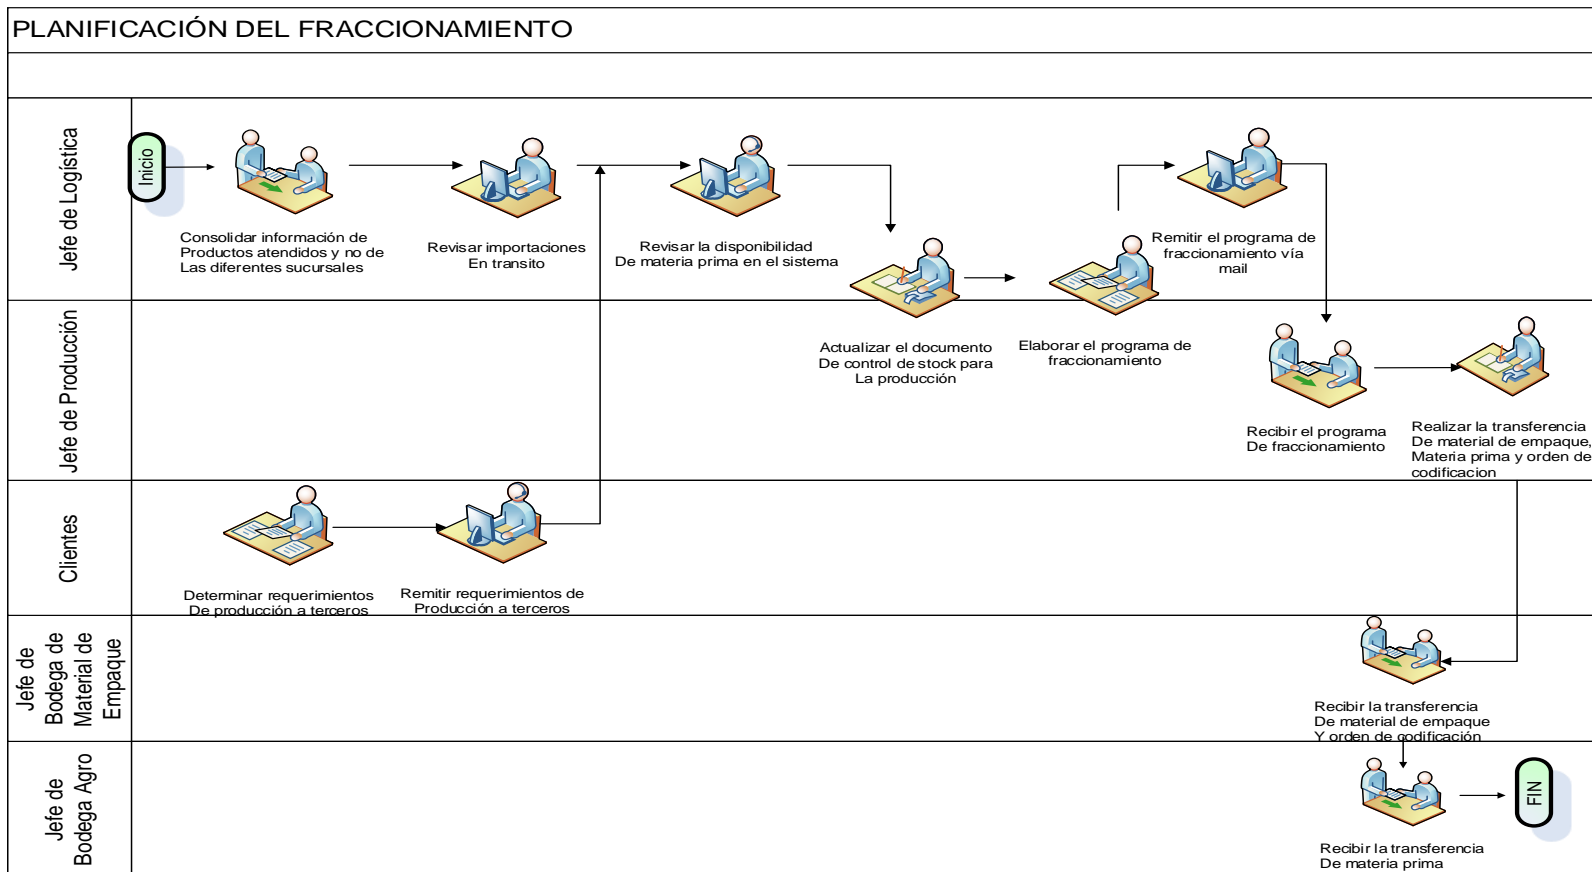 PLANIFICACIÓN DEL FRACCIONAMIENTO
Jefe de Logística
Inicio
Consolidar información de
Productos atendidos y no de
Las diferentes sucursales
Revisar importaciones
En transito
Revisar la disponibilidad
De materia prima en el sistema
Actualizar el documento
De control de stock para
La producción
Elaborar el programa de
fraccionamiento
Remitir el programa de
fraccionamiento vía
mail
Jefe de Producción
Recibir el programa
De fraccionamiento
Realizar la transferencia
De material de empaque,
Materia prima y orden de
codificacion
Clientes
Determinar requerimientos
De producción a terceros
Remitir requerimientos de
Producción a terceros
Jefe de
Bodega de
Material de
Empaque
Recibir la transferencia
De material de empaque
Y orden de codificación
Jefe de
Bodega Agro
Recibir la transferencia
De materia prima
FIN